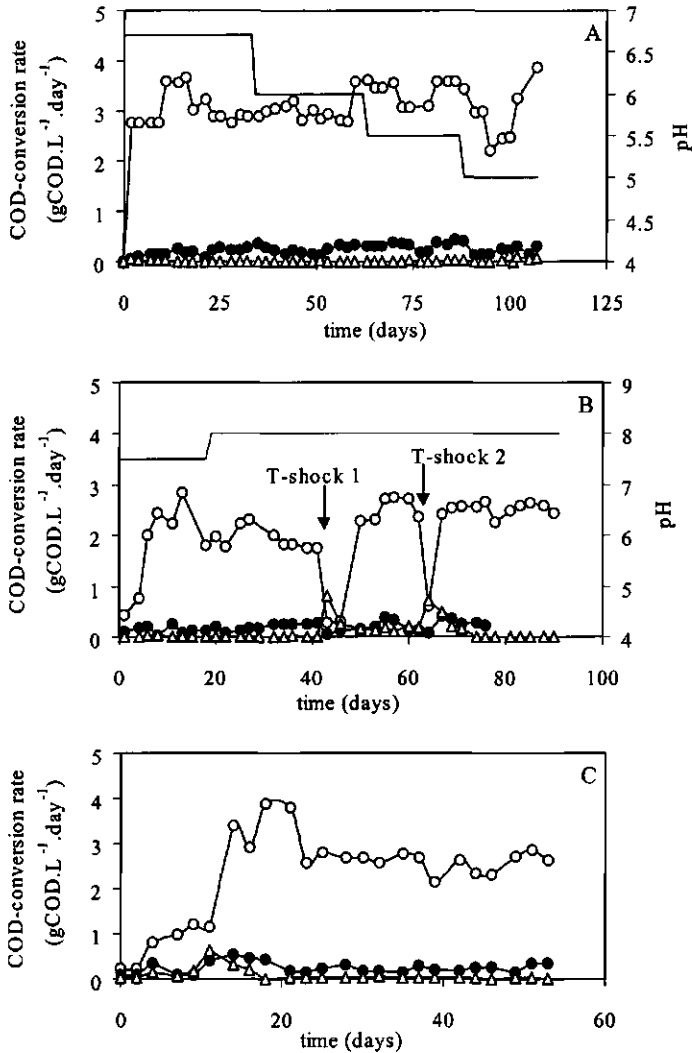 A
COD-conversion rate
(gCOD.L⁻¹.day⁻¹)
5
4
3
2
1
0
7
6.5
6
5.5
5
4.5
4
pH
0 25 50 75 100 125
time (days)
B
COD-conversion rate
(gCOD.L⁻¹.day⁻¹)
5
4
3
2
1
0
T-shock 1
T-shock 2
9
8
7
6
5
4
pH
0 20 40 60 80 100
time (days)
C
COD-conversion rate
(gCOD.L⁻¹.day⁻¹)
5
4
3
2
1
0
0 20 40 60
time (days)